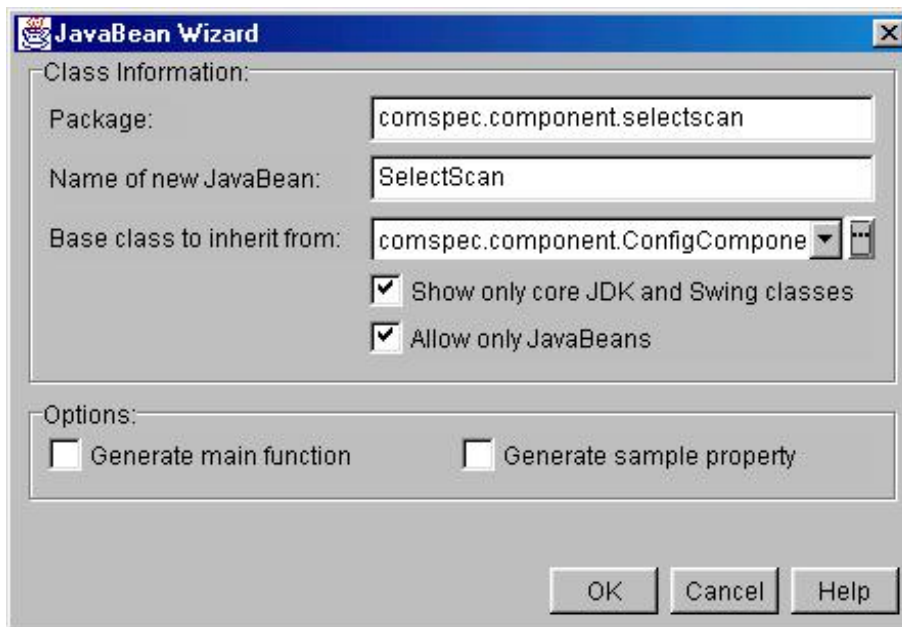 JavaBean Wizard
Class Information:
Package: comspec.component.selectscan
Name of new JavaBean: SelectScan
Base class to inherit from: comspec.component.ConfigCompone
Show only core JDK and Swing classes
Allow only JavaBeans
Options:
Generate main function Generate sample property
OK Cancel Help